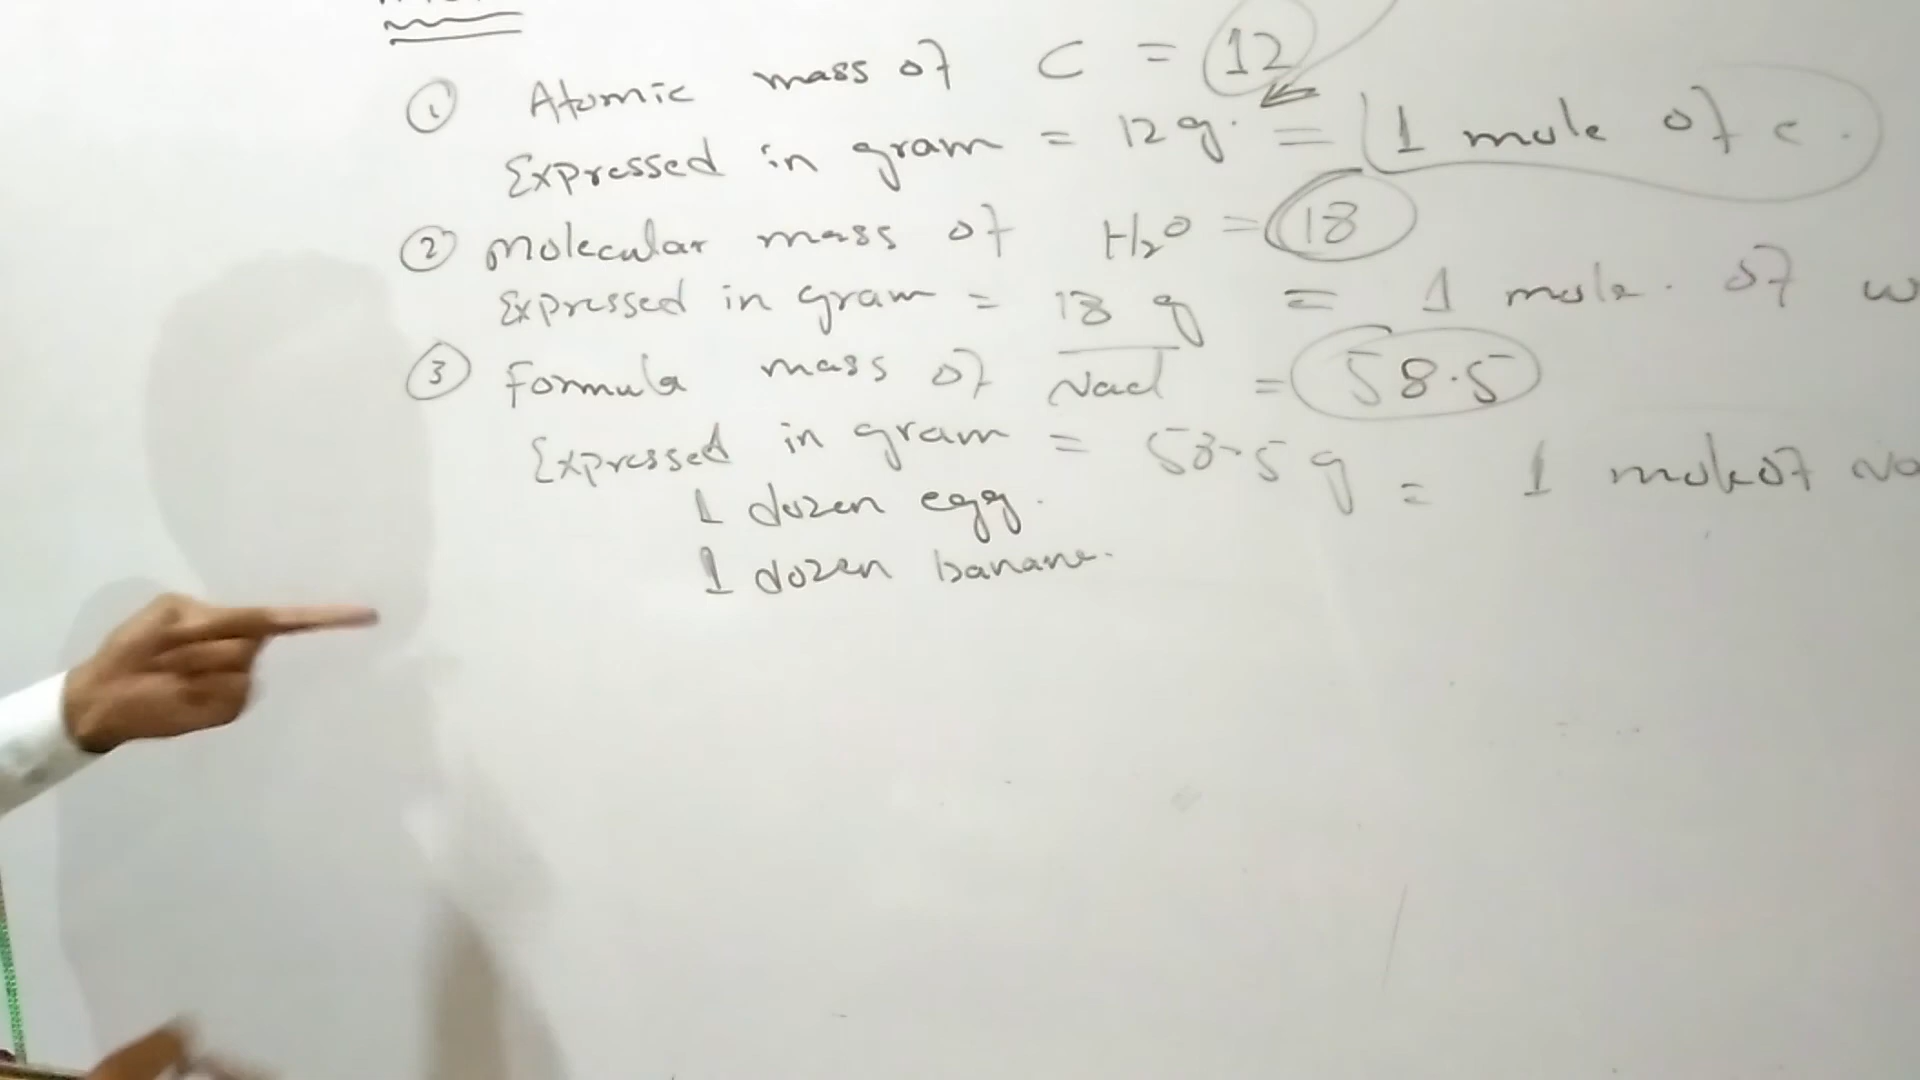 ① Atomic mass of C = 12
Expressed in gram = 12 g. = 1 mole of c.
② Molecular mass of H₂O = 18
Expressed in gram = 18 g = 1 mole. of w
③ Formula mass of Nacl = 58.5
Expressed in gram = 58.5 g = 1 mole of Na
1 dozen egg.
1 dozen banana.